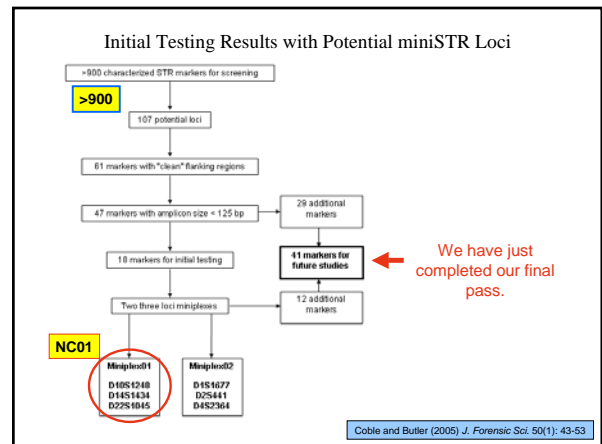 Initial Testing Results with Potential miniSTR Loci
>900 characterized STR markers for screening
>900
107 potential loci
61 markers with "clean" flanking regions
47 markers with amplicon size < 125 bp
29 additional
markers
18 markers for initial testing
41 markers for
future studies
We have just
completed our final
pass.
Two three loci miniplexes
12 additional
markers
NC01
Miniplex01
D10S1248
D14S1434
D22S1045
Miniplex02
D1S1677
D2S441
D4S2364
Coble and Butler (2005) J. Forensic Sci. 50(1): 43-53